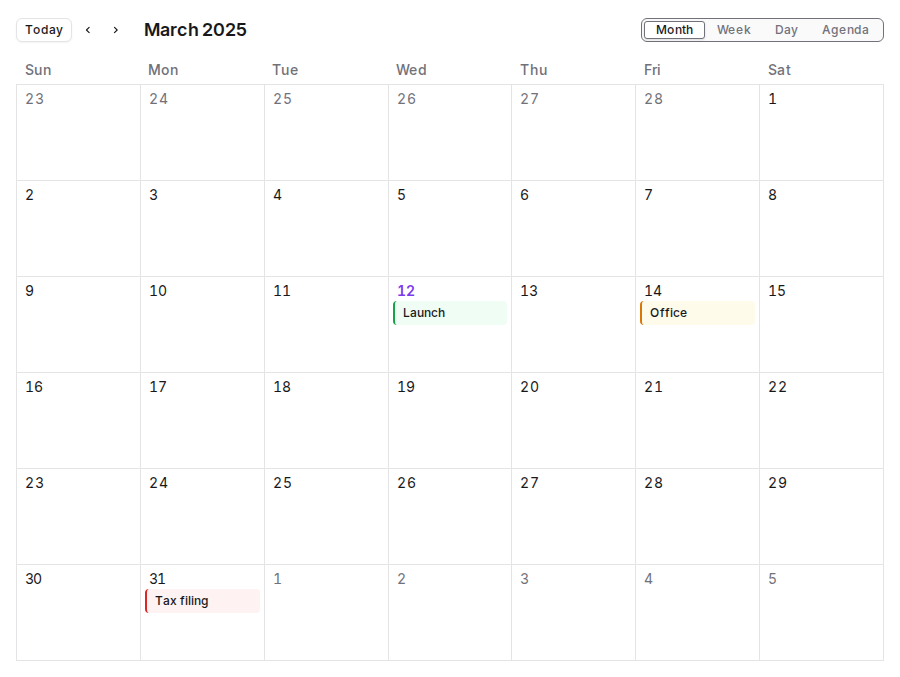 Today ‹ › March 2025 Month Week Day Agenda
Sun Mon Tue Wed Thu Fri Sat
23 24 25 26 27 28 1
2 3 4 5 6 7 8
9 10 11 12 13 14 15
Launch Office
16 17 18 19 20 21 22
23 24 25 26 27 28 29
30 31 1 2 3 4 5
Tax filing